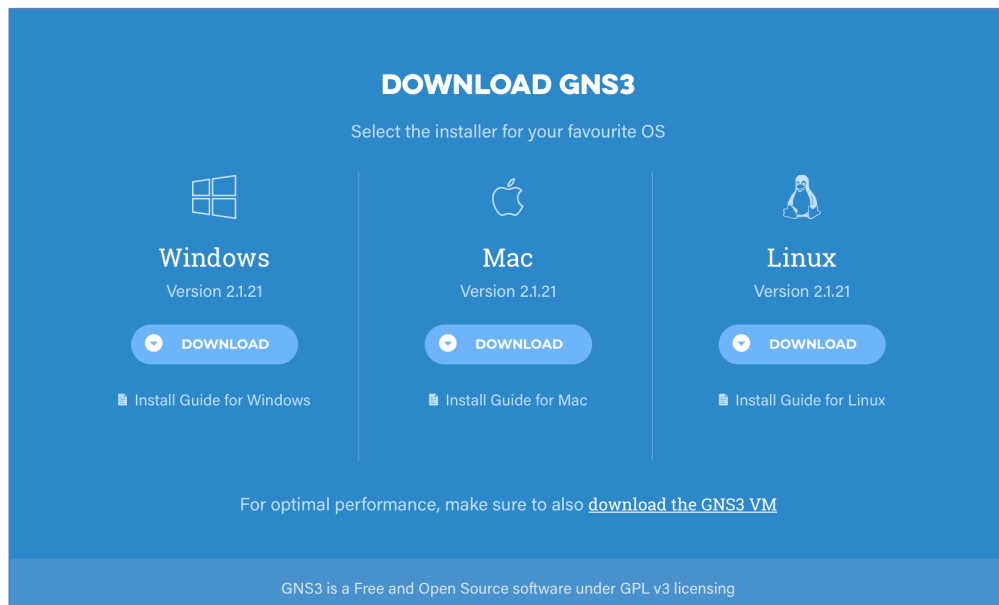 DOWNLOAD GNS3
Select the installer for your favourite OS
Windows
Version 2.1.21
DOWNLOAD
Install Guide for Windows
Mac
Version 2.1.21
DOWNLOAD
Install Guide for Mac
Linux
Version 2.1.21
DOWNLOAD
Install Guide for Linux
For optimal performance, make sure to also download the GNS3 VM
GNS3 is a Free and Open Source software under GPL v3 licensing